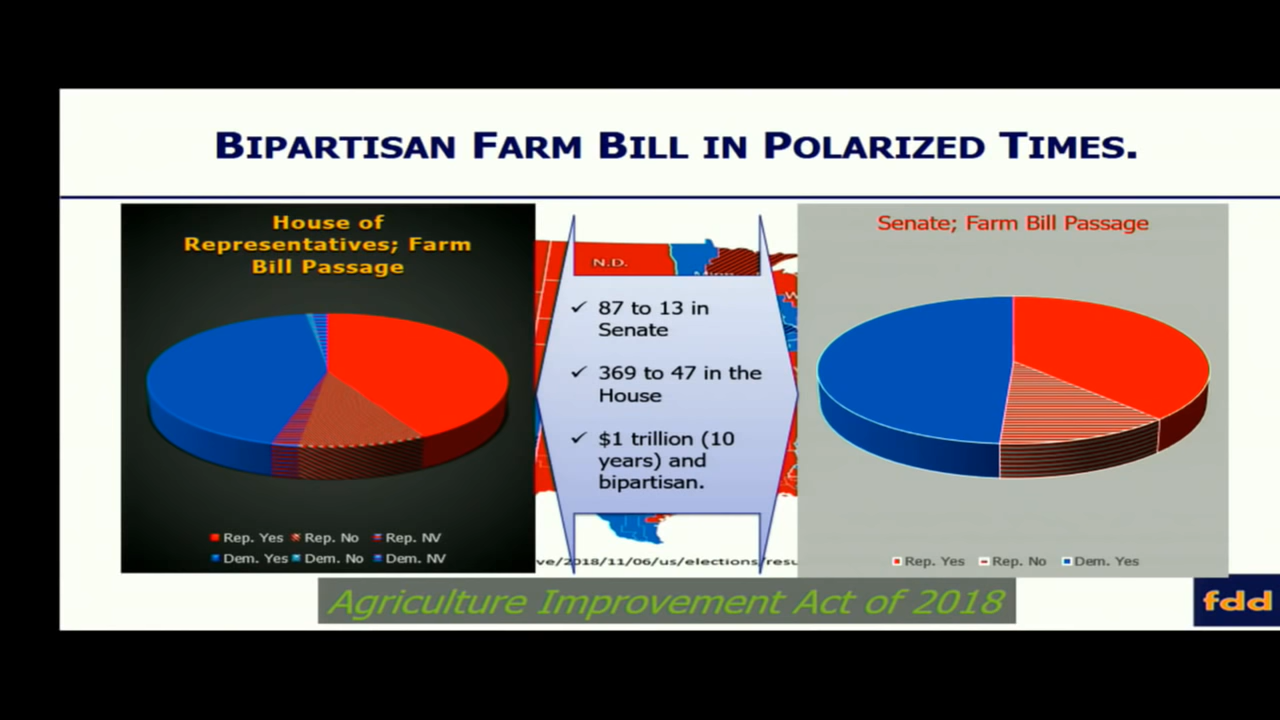 BIPARTISAN FARM BILL IN POLARIZED TIMES.
House of
Representatives; Farm
Bill Passage
Rep. Yes Rep. No Rep. NV
Dem. Yes Dem. No Dem. NV
N.D.
✓ 87 to 13 in
Senate
✓ 369 to 47 in the
House
✓ $1 trillion (10
years) and
bipartisan.
ve/2018/11/06/us/elections/resu
Senate; Farm Bill Passage
Rep. Yes Rep. No Dem. Yes
Agriculture Improvement Act of 2018
fdd